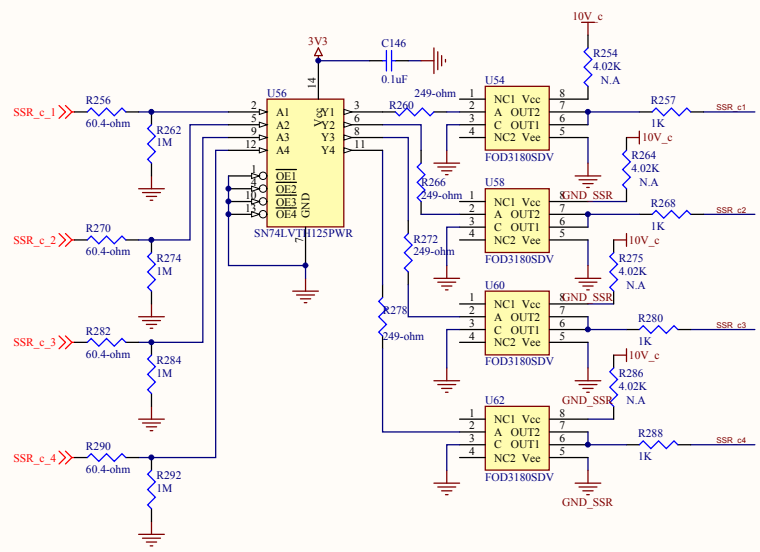 10V_c
3V3
C146
0.1uF
R254
4.02K
N.A
SSR_c_1
R256
60.4-ohm
R262
1M
U56
14
Vcc
2 A1 Y1 3
5 A2 Y2 6
9 A3 Y3 8
12 A4 Y4 11
1 OE1
4 OE2
10 OE3
13 OE4
GND
7
SN74LVTH125PWR
249-ohm
R260
U54
1 NC1 Vcc 8
2 A OUT2 7
3 C OUT1 6
4 NC2 Vee 5
FOD3180SDV
R257
1K
SSR_c1
10V_c
R264
4.02K
N.A
R266
249-ohm
U58
GND_SSR
1 NC1 Vcc 8
2 A OUT2 7
3 C OUT1 6
4 NC2 Vee 5
FOD3180SDV
R268
1K
SSR_c2
SSR_c_2
R270
60.4-ohm
R274
1M
R272
249-ohm
10V_c
R275
4.02K
N.A
U60
GND_SSR
1 NC1 Vcc 8
2 A OUT2 7
3 C OUT1 6
4 NC2 Vee 5
FOD3180SDV
R280
1K
SSR_c3
R278
249-ohm
SSR_c_3
R282
60.4-ohm
R284
1M
10V_c
R286
4.02K
N.A
U62
GND_SSR
1 NC1 Vcc 8
2 A OUT2 7
3 C OUT1 6
4 NC2 Vee 5
FOD3180SDV
R288
1K
SSR_c4
GND_SSR
SSR_c_4
R290
60.4-ohm
R292
1M